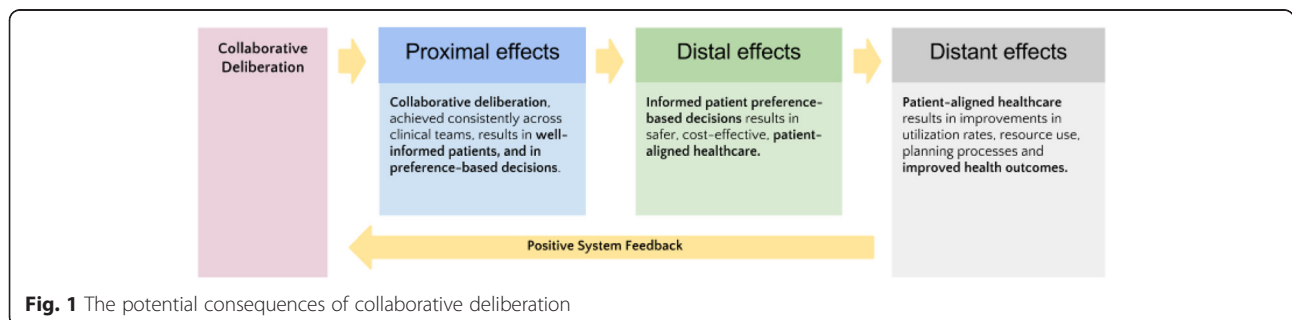 Collaborative
Deliberation
Proximal effects
Collaborative deliberation,
achieved consistently across
clinical teams, results in well-
informed patients, and in
preference-based decisions.
Distal effects
Informed patient preference-
based decisions results in
safer, cost-effective, patient-
aligned healthcare.
Distant effects
Patient-aligned healthcare
results in improvements in
utilization rates, resource use,
planning processes and
improved health outcomes.
Positive System Feedback
Fig. 1 The potential consequences of collaborative deliberation